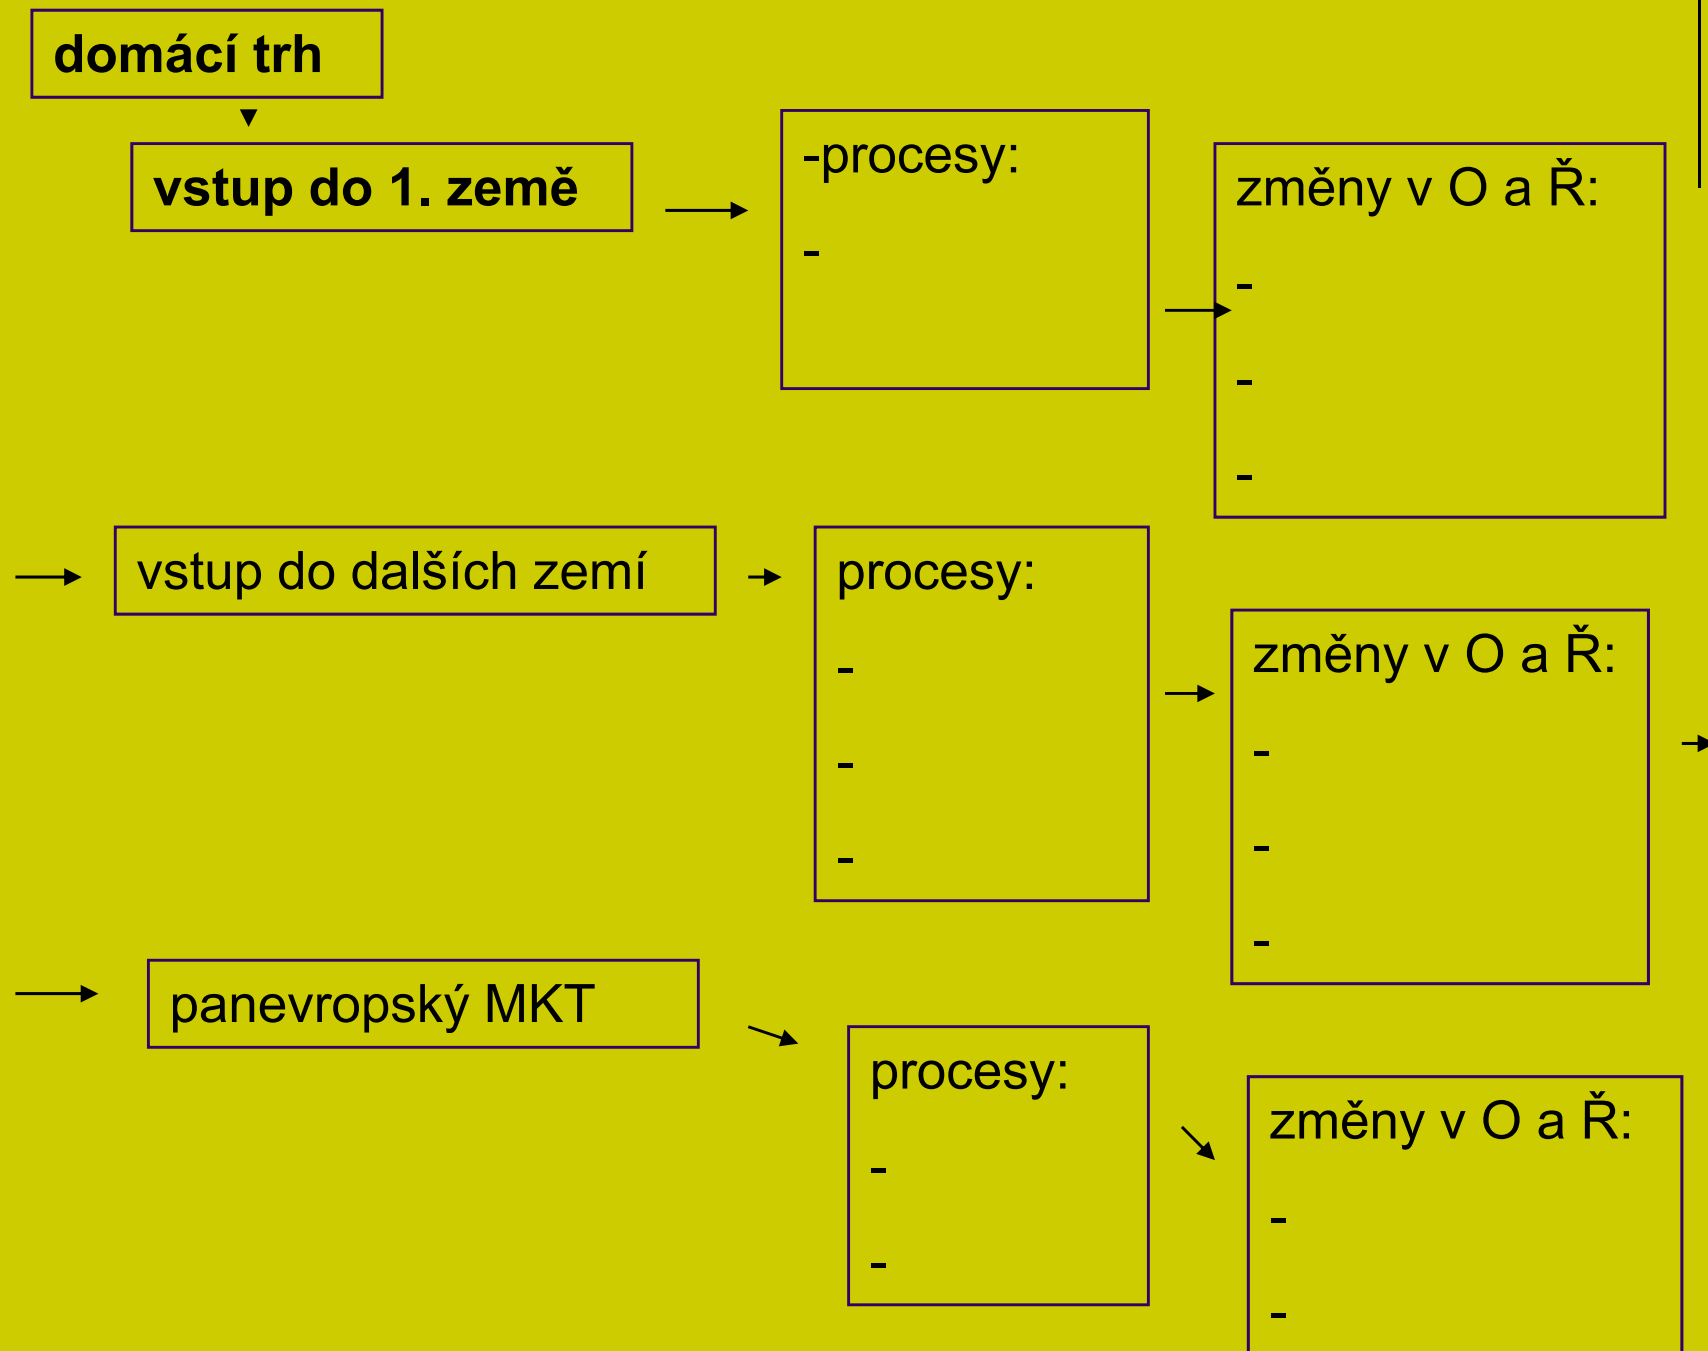 domácí trh
vstup do 1. země
-procesy:
-
změny v O a Ř:
-
-
-
vstup do dalších zemí
procesy:
-
-
-
změny v O a Ř:
-
-
-
panevropský MKT
procesy:
-
-
změny v O a Ř:
-
-